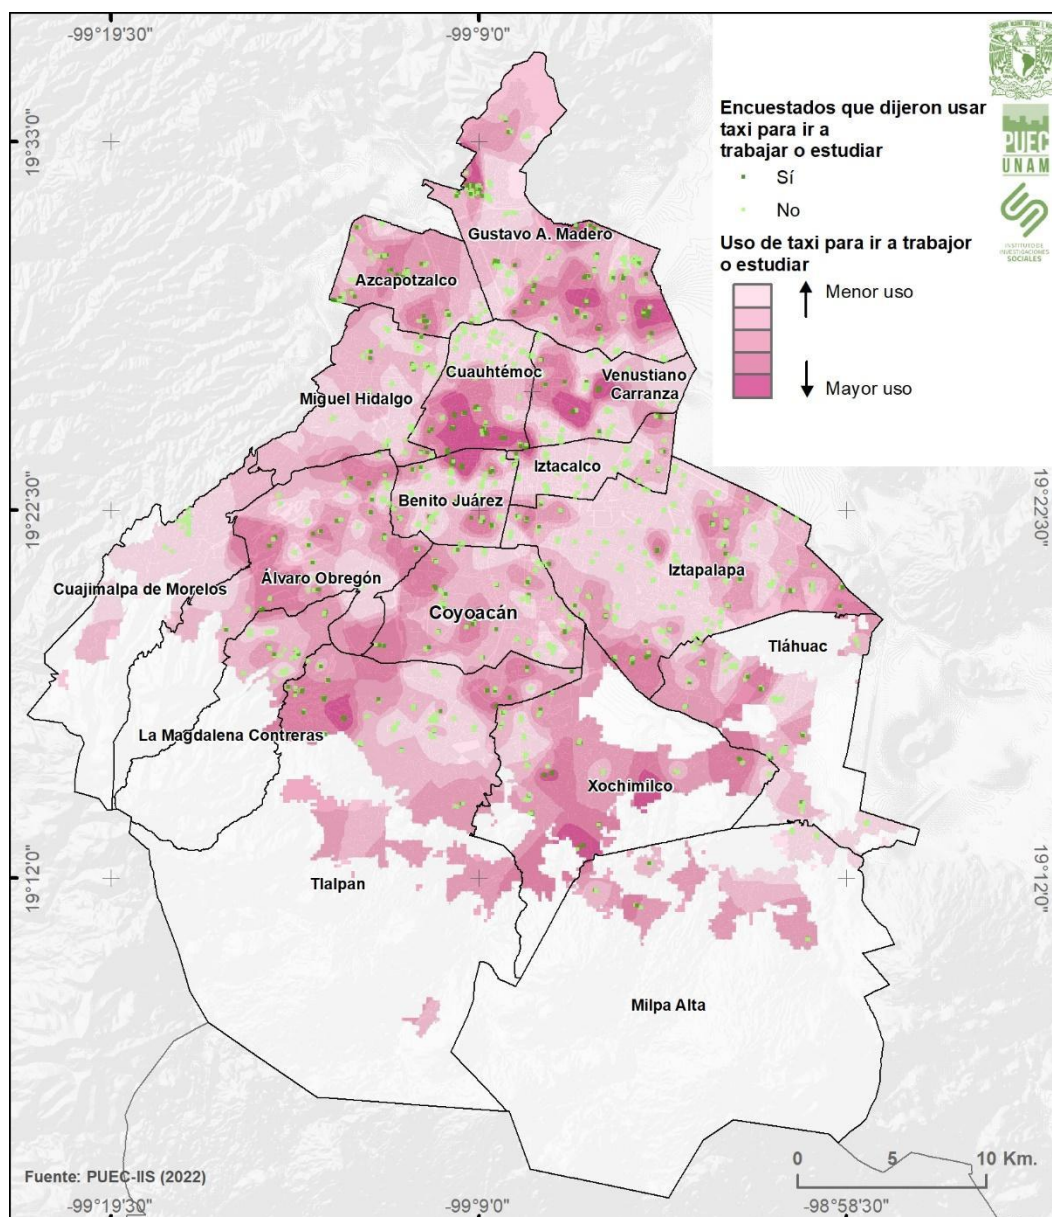 -99°19'30"
-99°9'0"
Encuestados que dijeron usar
taxi para ir a
trabajar o estudiar
Sí
No
Uso de taxi para ir a trabajor
o estudiar
Menor uso
Mayor uso
PUEC
UNAM
INSTITUTO DE
INVESTIGACIONES
SOCIALES
19°33'0"
Gustavo A. Madero
Azcapotzalco
Cuauhtémoc
Venustiano
Carranza
Miguel Hidalgo
Iztacalco
Benito Juárez
19°22'30"
19°22'30"
Iztapalapa
Álvaro Obregón
Cuajimalpa de Morelos
Coyoacán
Tláhuac
La Magdalena Contreras
Xochimilco
Tlalpan
19°12'0"
19°12'0"
Milpa Alta
Fuente: PUEC-IIS (2022)
0 5 10 Km.
-99°19'30"
-99°9'0"
-98°58'30"